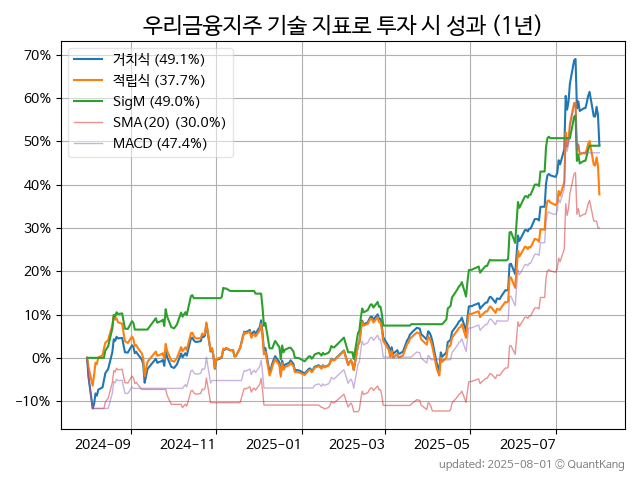 우리금융지주 기술 지표로 투자 시 성과 (1년)
70%
60%
50%
40%
30%
20%
10%
0%
−10%
거치식 (49.1%)
적립식 (37.7%)
SigM (49.0%)
SMA(20) (30.0%)
MACD (47.4%)
2024-09
2024-11
2025-01
2025-03
2025-05
2025-07
updated: 2025-08-01 © QuantKang